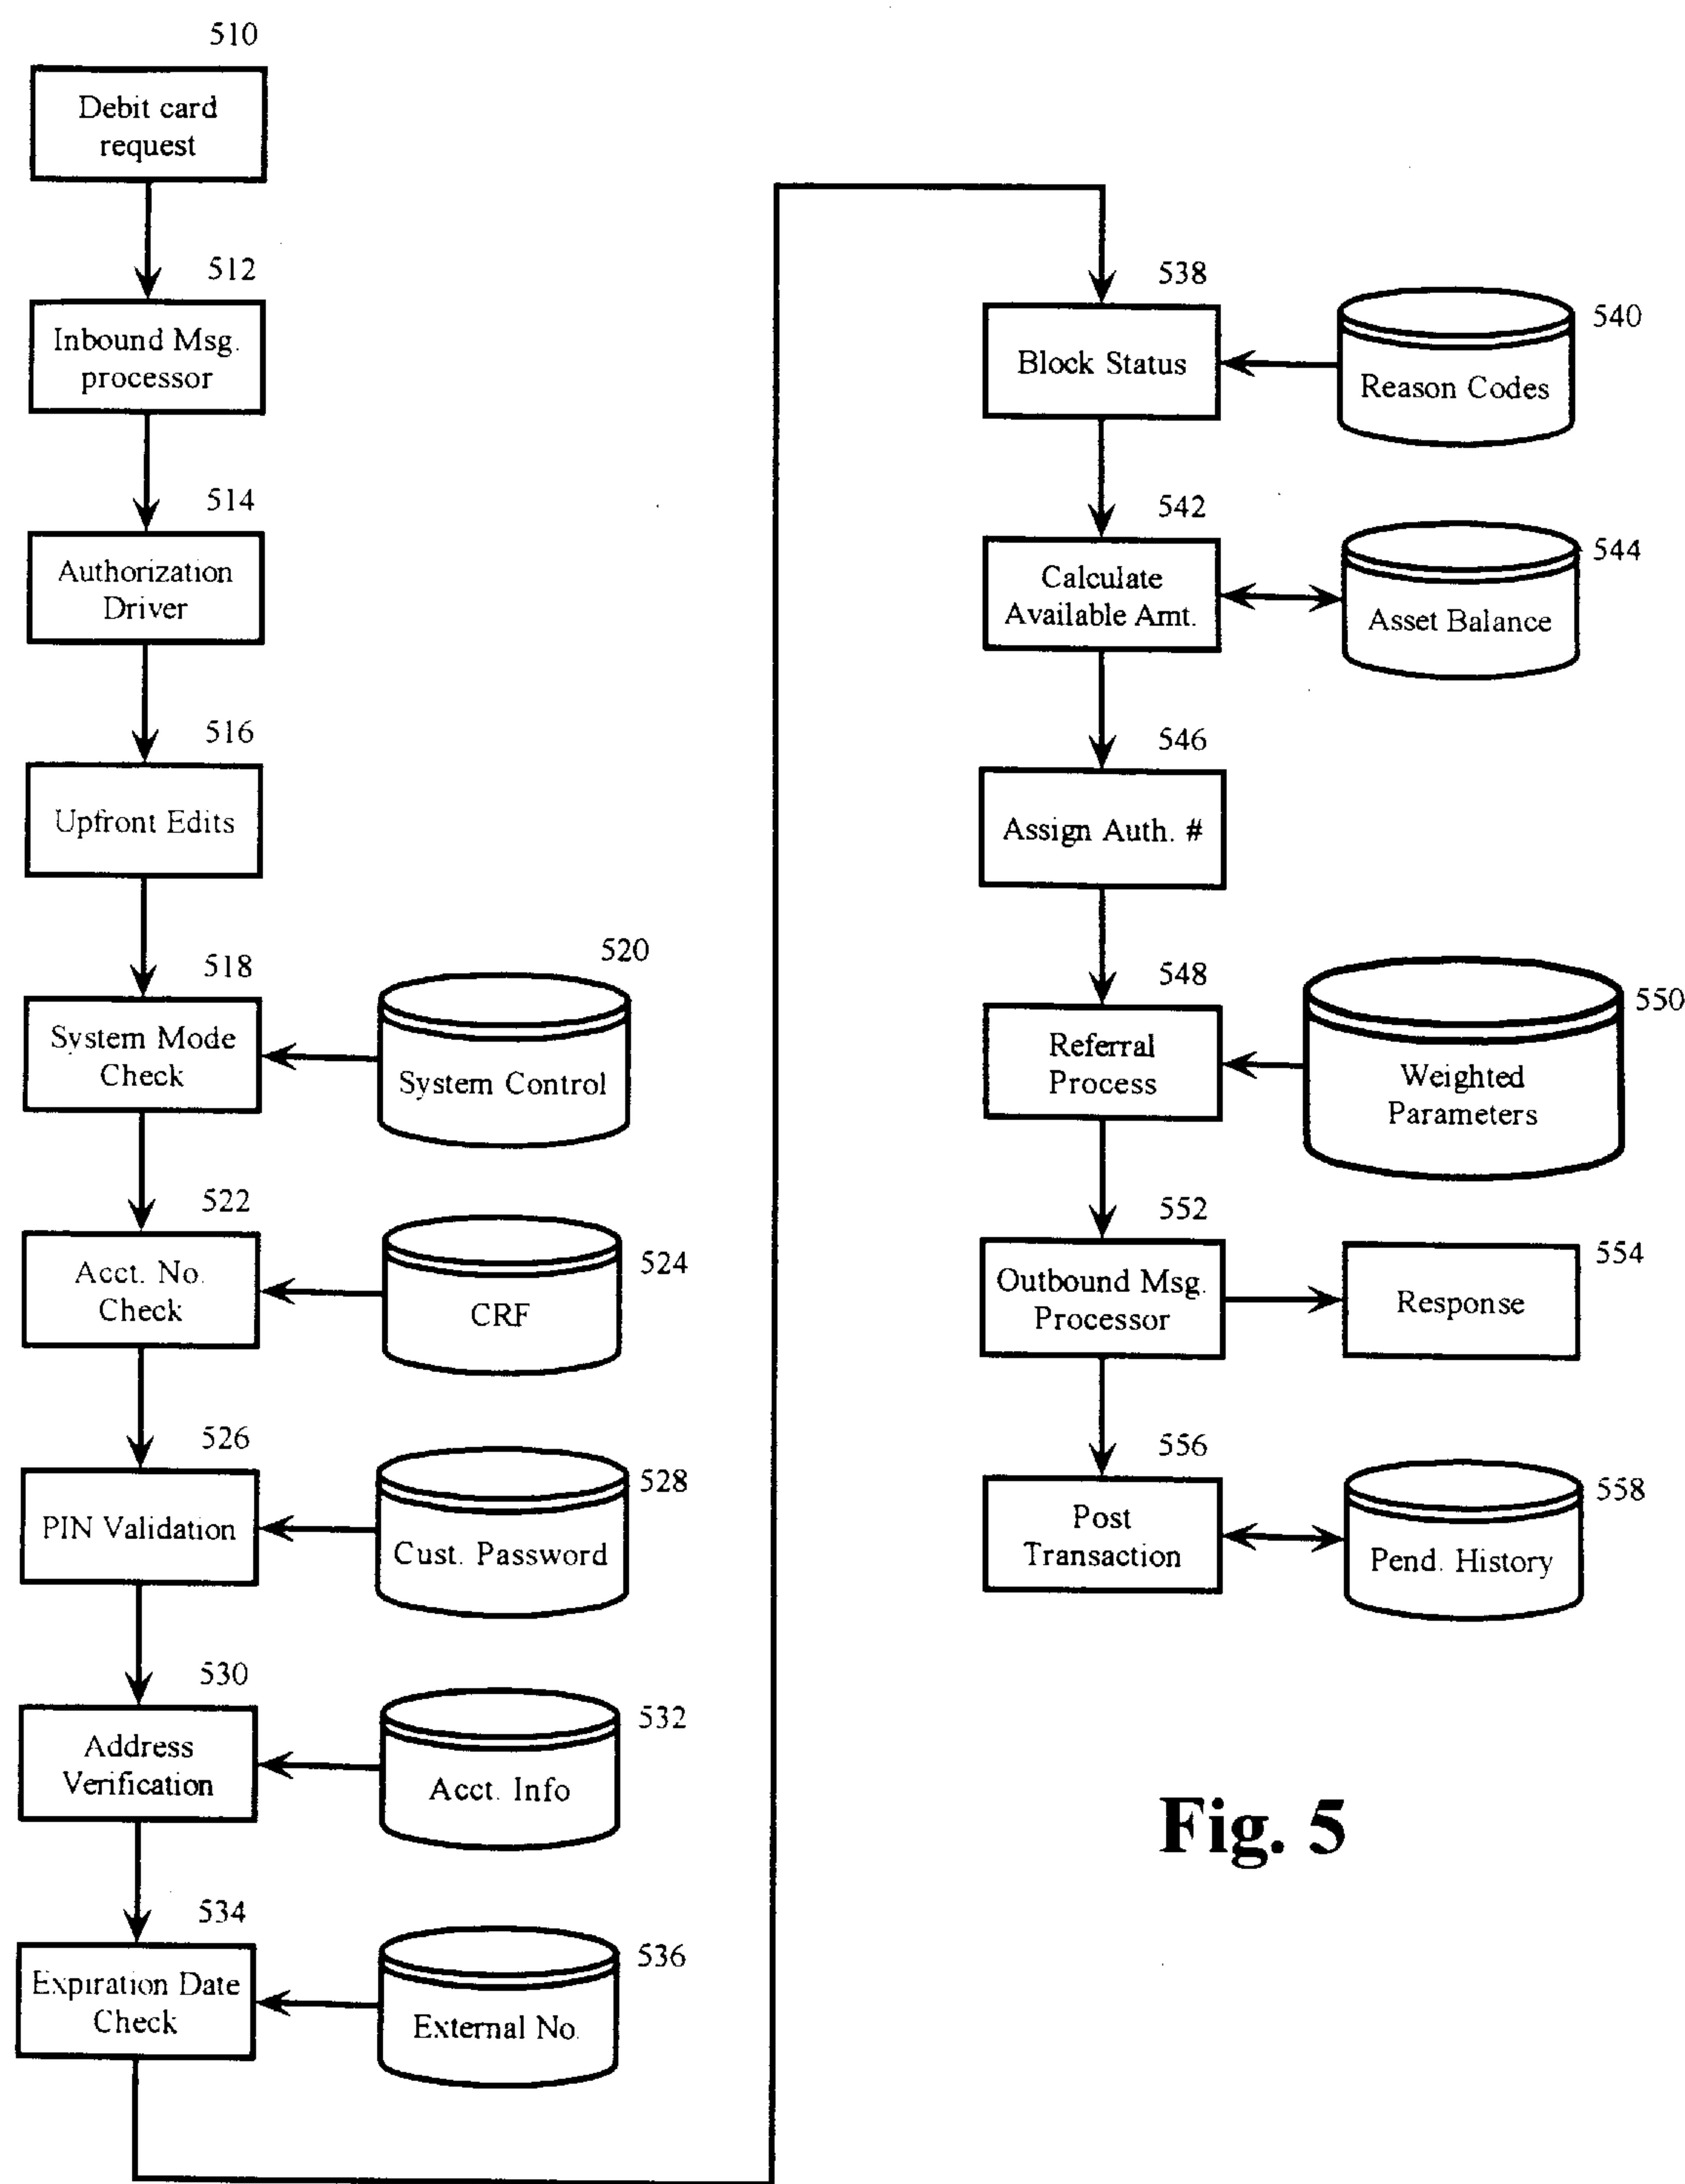 510
Debit card
request
512
Inbound Msg.
processor
514
Authorization
Driver
516
Upfront Edits
518
System Mode
Check
520
System Control
522
Acct. No.
Check
524
CRF
526
PIN Validation
528
Cust. Password
530
Address
Verification
532
Acct. Info
534
Expiration Date
Check
536
External No.
538
Block Status
540
Reason Codes
542
Calculate
Available Amt.
544
Asset Balance
546
Assign Auth. #
548
Referral
Process
550
Weighted
Parameters
552
Outbound Msg.
Processor
554
Response
556
Post
Transaction
558
Pend. History
Fig. 5